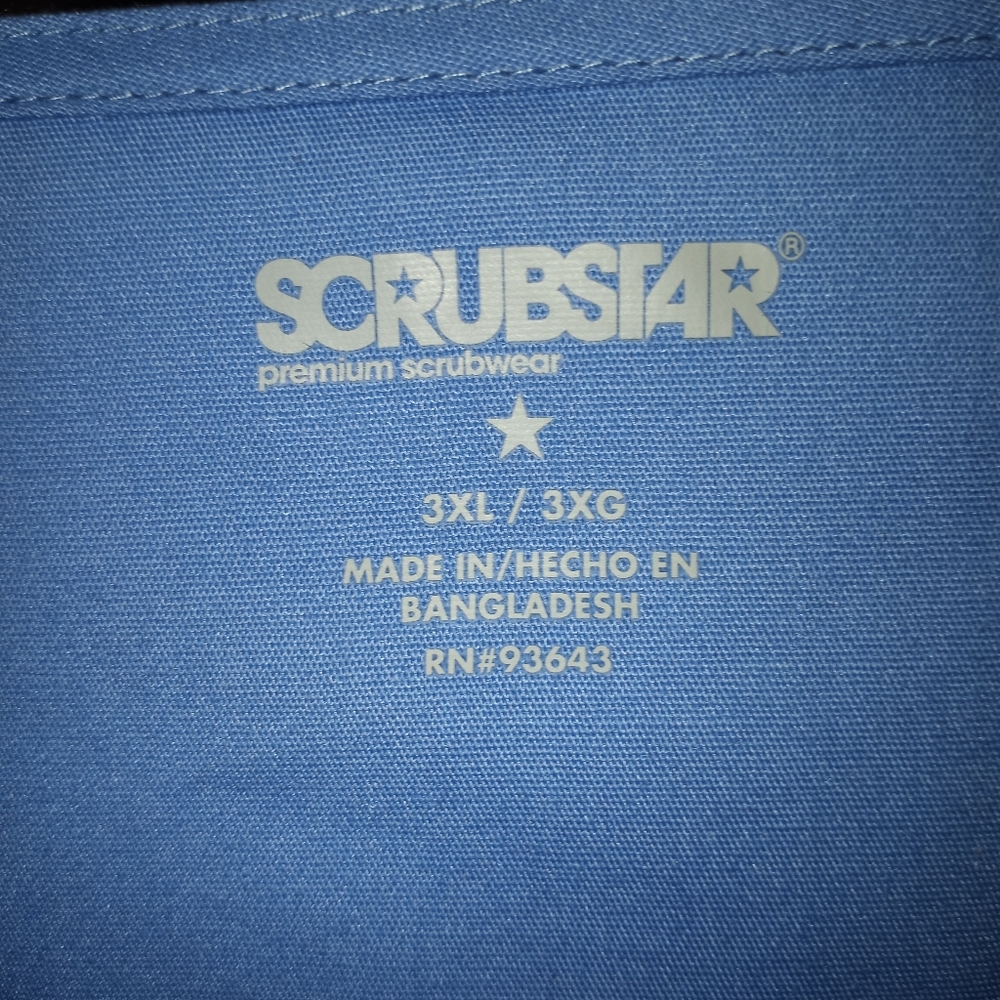 SCRUBSTAR®
premium scrubwear
3XL / 3XG
MADE IN/HECHO EN
BANGLADESH
RN#93643